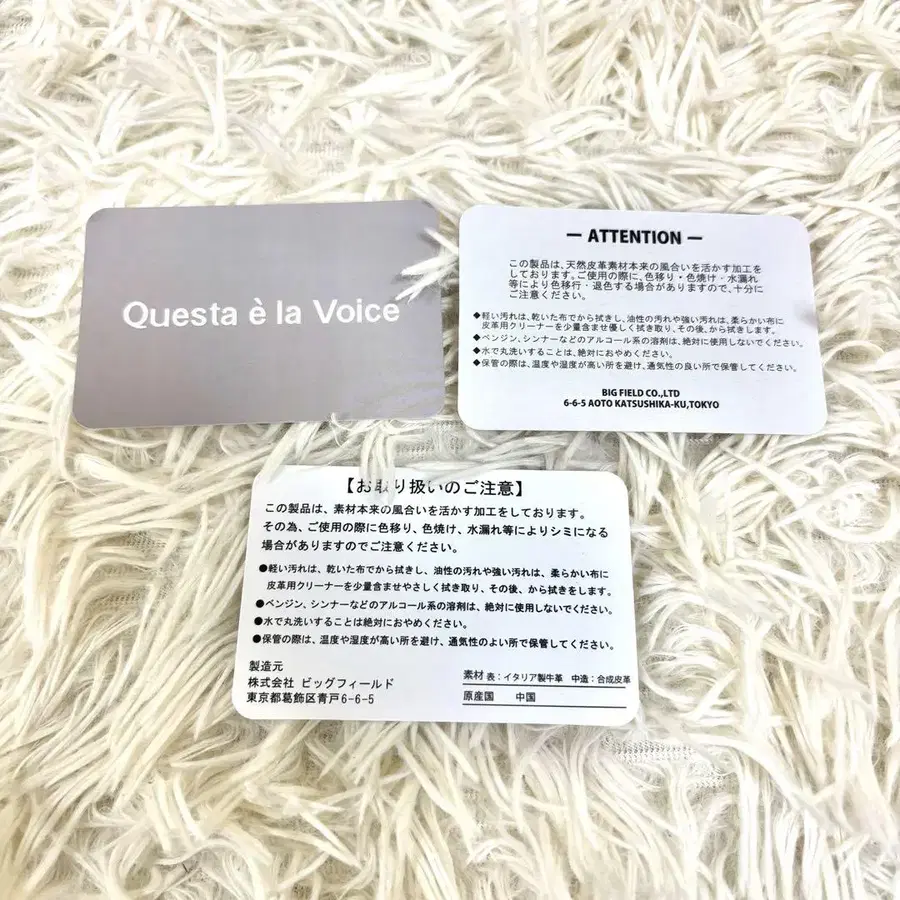 Questa è la Voice
— ATTENTION —
この製品は、天然皮革素材本来の風合いを活かす加工を
しております。ご使用の際に、色移り・色焼け・水漏れ
等により色移行・退色する場合がありますので、十分に
ご注意ください。
◆軽い汚れは、乾いた布でから拭きし、油性の汚れや強い汚れは、柔らかい布に
皮革用クリーナーを少量含ませ優しく拭き取り、その後、から拭きします。
◆ベンジン、シンナーなどのアルコール系の溶剤は、絶対に使用しないでください。
◆水で丸洗いすることは、絶対におやめください。
◆保管の際は、温度や湿度が高い所を避け、通気性の良い所で保管してください。
BIG FIELD CO.,LTD
6-6-5 AOTO KATSUSHIKA-KU,TOKYO
【お取り扱いのご注意】
この製品は、素材本来の風合いを活かす加工をしております。
その為、ご使用の際に色移り、色焼け、水漏れ等によりシミになる
場合がありますのでご注意ください。
●軽い汚れは、乾いた布でから拭きし、油性の汚れや強い汚れは、柔らかい布に
皮革用クリーナーを少量含ませやさしく拭き取り、その後、から拭きをします。
●ベンジン、シンナーなどのアルコール系の溶剤は、絶対に使用しないでください。
●水で丸洗いすることは絶対におやめください。
●保管の際は、温度や湿度が高い所を避け、通気性のよい所で保管してください。
製造元
株式会社 ビッグフィールド
東京都葛飾区青戸6-6-5
素材 表：イタリア製牛革 中造：合成皮革
原産国 中国